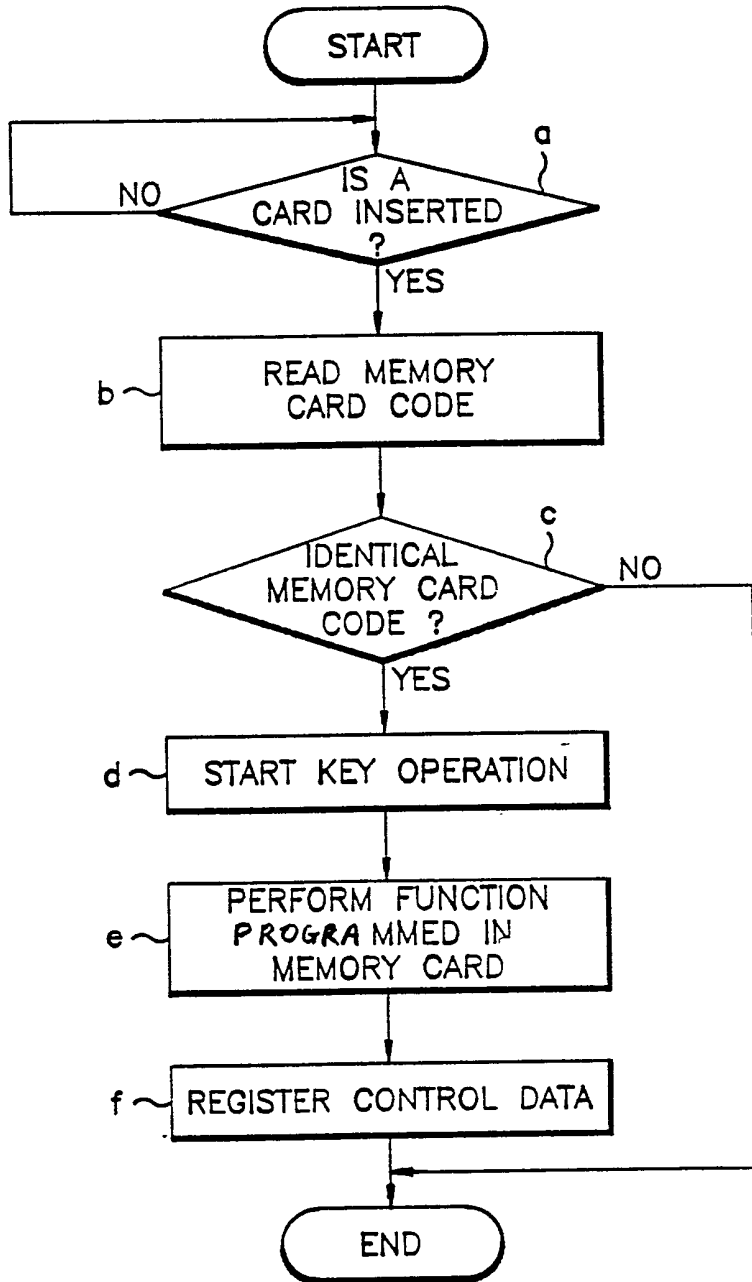 START
a
IS A
NO
CARD INSERTED
?
YES
b
READ MEMORY
CARD CODE
c
IDENTICAL
NO
MEMORY CARD
CODE ?
YES
d
START KEY OPERATION
PERFORM FUNCTION
e
PROGRAMMED IN
MEMORY CARD
f
REGISTER CONTROL DATA
END